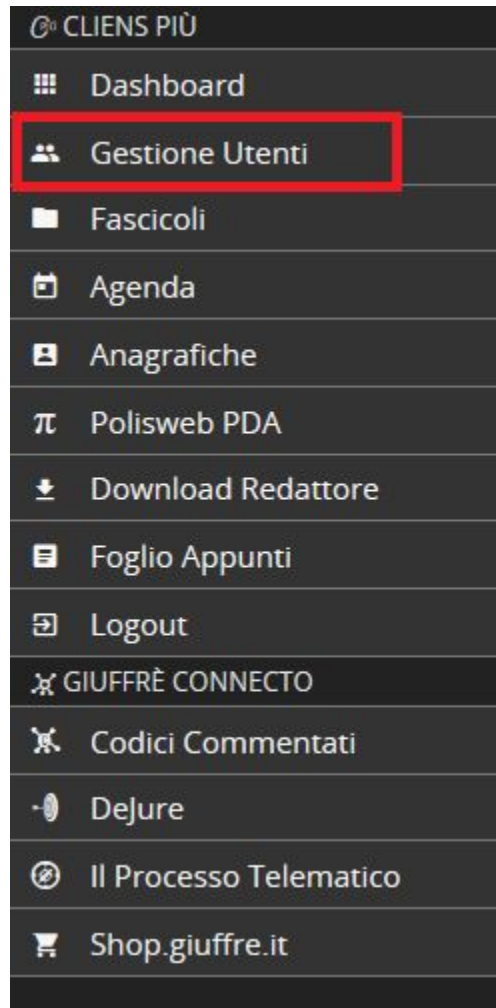 CLIENS PIÙ
Dashboard
Gestione Utenti
Fascicoli
Agenda
Anagrafiche
π Polisweb PDA
Download Redattore
Foglio Appunti
Logout
GIUFFRÈ CONNECTO
Codici Commentati
DeJure
Il Processo Telematico
Shop.giuffre.it